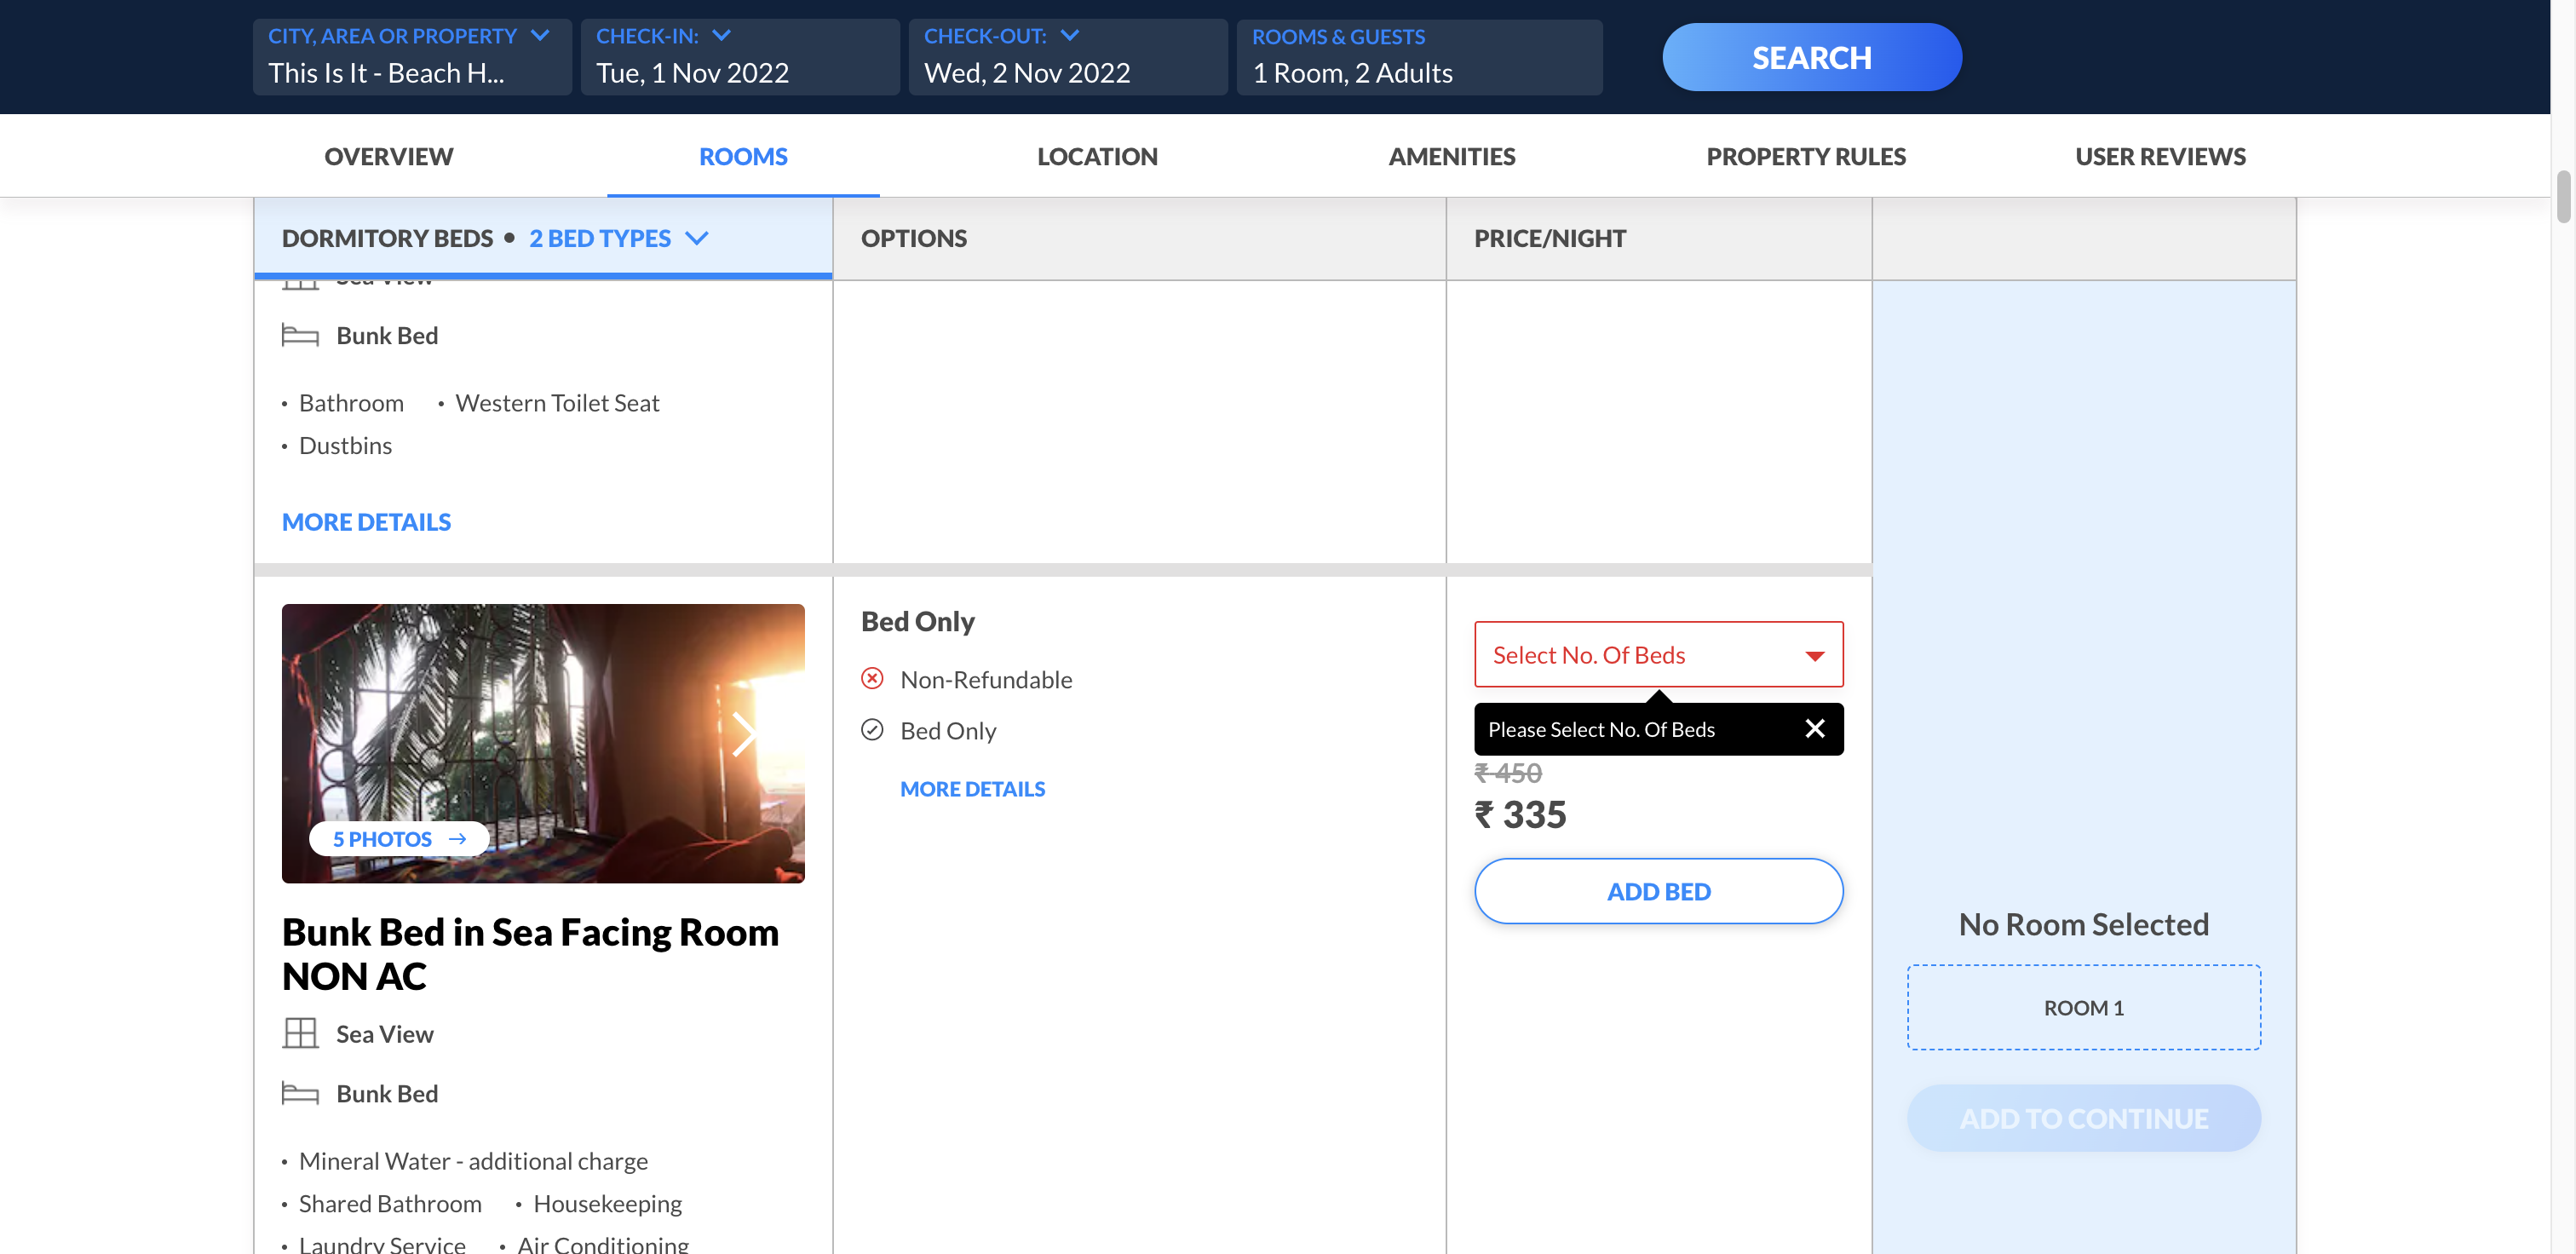 CITY, AREA OR PROPERTY
This Is It - Beach H...
CHECK-IN:
Tue, 1 Nov 2022
CHECK-OUT:
Wed, 2 Nov 2022
ROOMS & GUESTS
1 Room, 2 Adults
SEARCH
OVERVIEW
ROOMS
LOCATION
AMENITIES
PROPERTY RULES
USER REVIEWS
DORMITORY BEDS • 2 BED TYPES
OPTIONS
PRICE/NIGHT
Sea View
Bunk Bed
• Bathroom • Western Toilet Seat
• Dustbins
MORE DETAILS
5 PHOTOS →
Bunk Bed in Sea Facing Room
NON AC
Sea View
Bunk Bed
• Mineral Water - additional charge
• Shared Bathroom • Housekeeping
• Laundry Service • Air Conditioning
Bed Only
Non-Refundable
Bed Only
MORE DETAILS
Select No. Of Beds
Please Select No. Of Beds
₹ 450
₹ 335
ADD BED
No Room Selected
ROOM 1
ADD TO CONTINUE